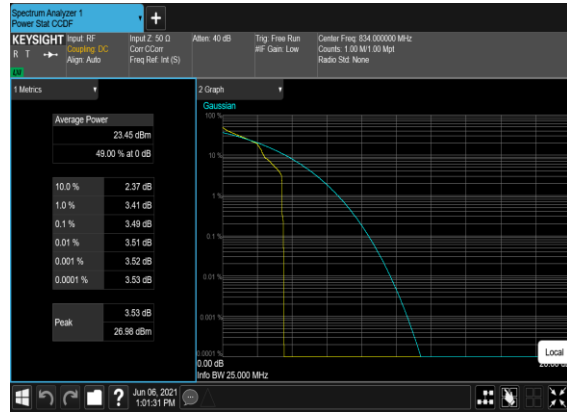 Spectrum Analyzer 1
Power Stat CCDF
+
KEYSIGHT
R T
LW
Input: RF
Coupling: DC
Align: Auto
Input Z: 50 Ω
Corr CCorr
Freq Ref: Int (S)
Atten: 40 dB
Trig: Free Run
#IF Gain: Low
Center Freq: 834.000000 MHz
Counts: 1.00 M/1.00 Mpt
Radio Std: None
1 Metrics
Average Power
23.45 dBm
49.00 % at 0 dB
10.0 % 2.37 dB
1.0 % 3.41 dB
0.1 % 3.49 dB
0.01 % 3.51 dB
0.001 % 3.52 dB
0.0001 % 3.53 dB
Peak
3.53 dB
26.98 dBm
2 Graph
Gaussian
100 %
10 %
1 %
0.1 %
0.01 %
0.001 %
0.0001 %
0.00 dB
Info BW 25.000 MHz
Local
?
Jun 06, 2021
1:01:31 PM